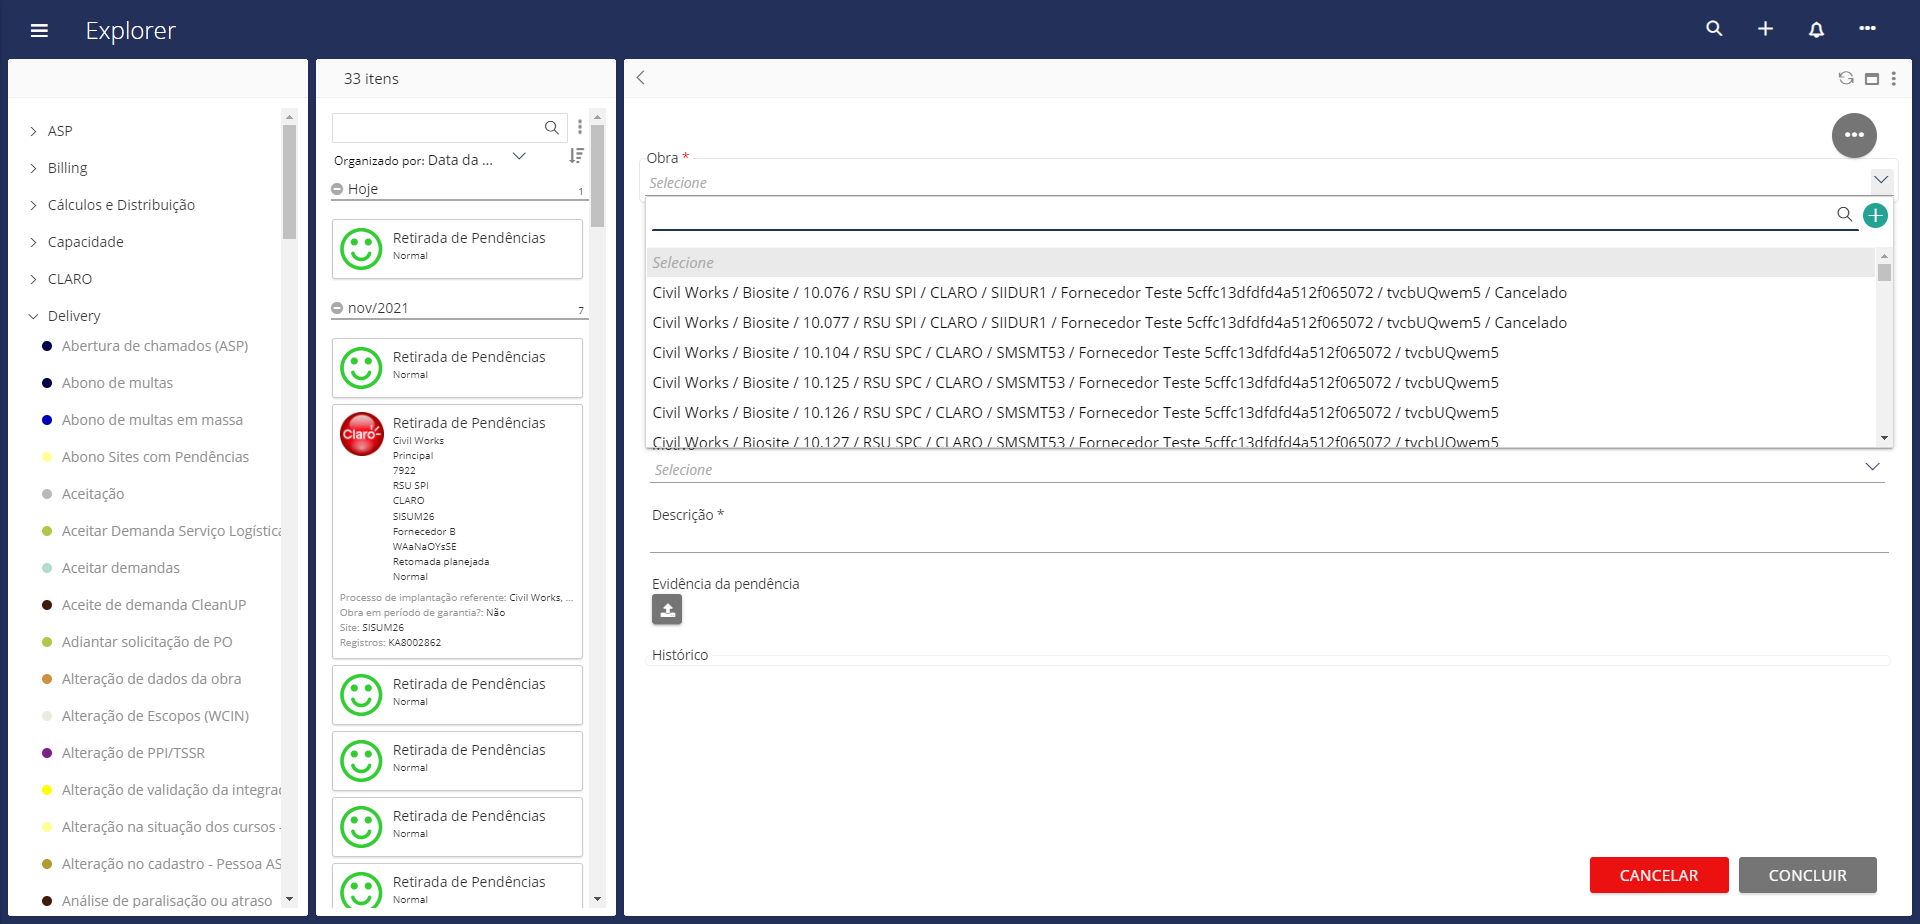 Explorer
ASP
Billing
Cálculos e Distribuição
Capacidade
CLARO
Delivery
Abertura de chamados (ASP)
Abono de multas
Abono de multas em massa
Abono Sites com Pendências
Aceitação
Aceitar Demanda Serviço Logística
Aceitar demandas
Aceite de demanda CleanUP
Adiantar solicitação de PO
Alteração de dados da obra
Alteração de Escopos (WCIN)
Alteração de PPI/TSSR
Alteração de validação da integraç
Alteração na situação dos cursos -
Alteração no cadastro - Pessoa AS
Análise de paralisação ou atraso
33 itens
Organizado por: Data da ...
Hoje 1
Retirada de Pendências
Normal
nov/2021 7
Retirada de Pendências
Normal
Claro
Retirada de Pendências
Civil Works
Principal
7922
RSU SPI
CLARO
SISUM26
Fornecedor B
WAaNaOYsSE
Retomada planejada
Normal
Processo de implantação referente: Civil Works, ...
Obra em período de garantia?: Não
Site: SISUM26
Registros: KA8002862
Retirada de Pendências
Normal
Retirada de Pendências
Normal
Retirada de Pendências
Normal
Retirada de Pendências
Normal
Obra *
Selecione
Selecione
Civil Works / Biosite / 10.076 / RSU SPI / CLARO / SIIDUR1 / Fornecedor Teste 5cffc13dfdfd4a512f065072 / tvcbUQwem5 / Cancelado
Civil Works / Biosite / 10.077 / RSU SPI / CLARO / SIIDUR1 / Fornecedor Teste 5cffc13dfdfd4a512f065072 / tvcbUQwem5 / Cancelado
Civil Works / Biosite / 10.104 / RSU SPC / CLARO / SMSMT53 / Fornecedor Teste 5cffc13dfdfd4a512f065072 / tvcbUQwem5
Civil Works / Biosite / 10.125 / RSU SPC / CLARO / SMSMT53 / Fornecedor Teste 5cffc13dfdfd4a512f065072 / tvcbUQwem5
Civil Works / Biosite / 10.126 / RSU SPC / CLARO / SMSMT53 / Fornecedor Teste 5cffc13dfdfd4a512f065072 / tvcbUQwem5
Civil Works / Biosite / 10.127 / RSU SPC / CLARO / SMSMT53 / Fornecedor Teste 5cffc13dfdfd4a512f065072 / tvcbUQwem5
Motivo
Selecione
Descrição *
Evidência da pendência
Histórico
CANCELAR
CONCLUIR